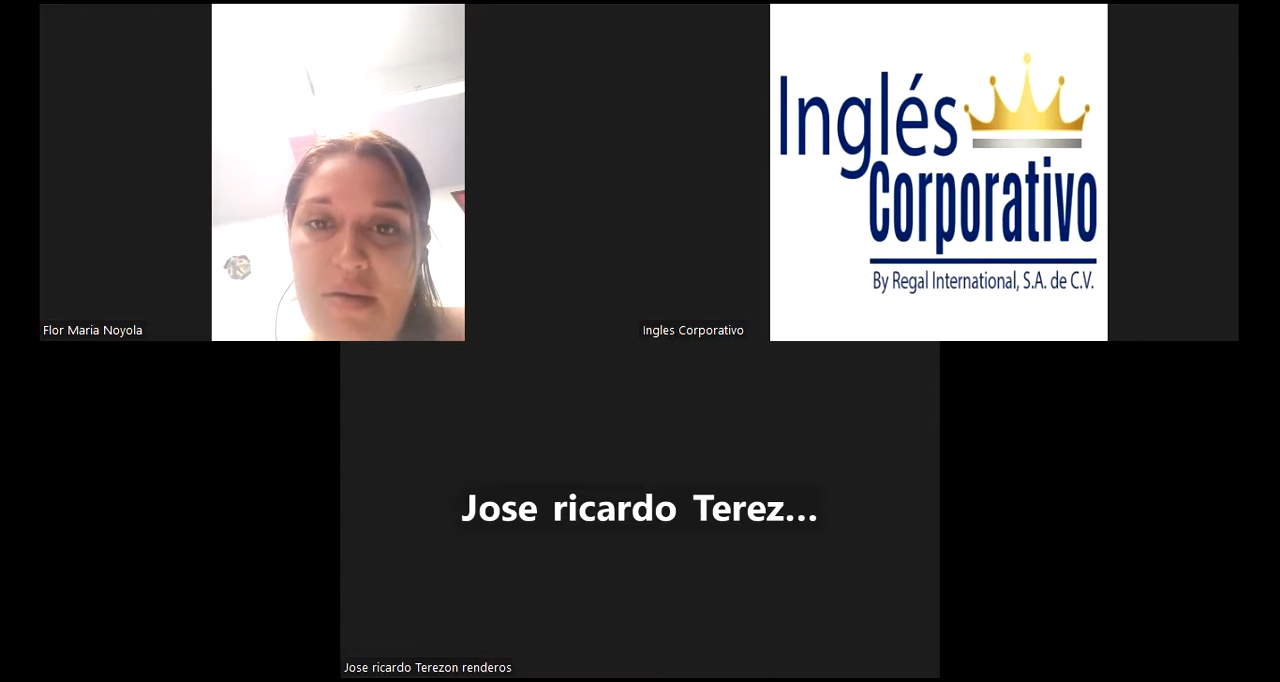 Inglés
Corporativo
By Regal International, S.A. de C.V.
Flor Maria Noyola
Ingles Corporativo
Jose ricardo Terez...
Jose ricardo Terezon renderos